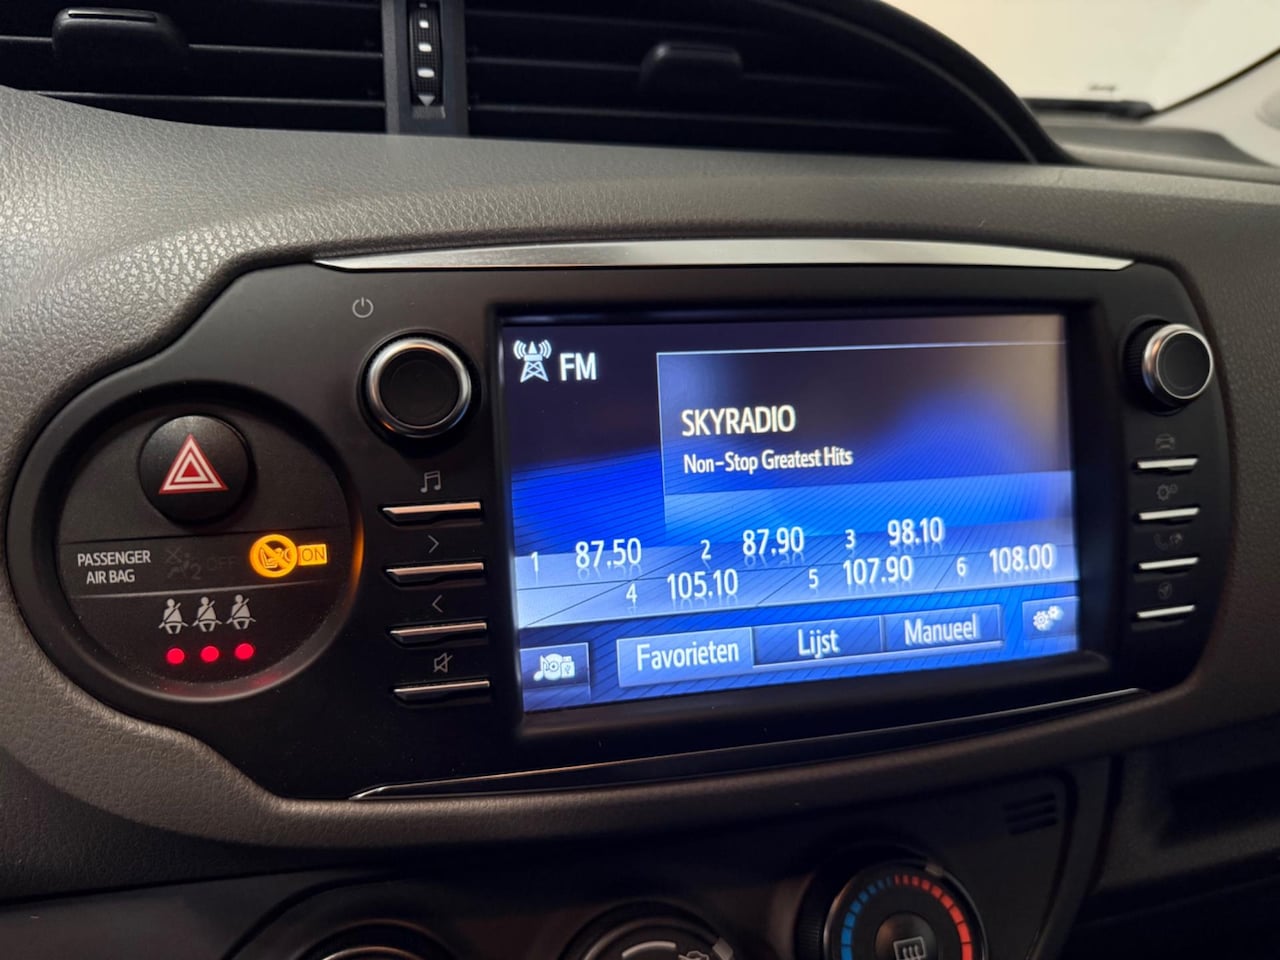 FM
SKYRADIO
Non-Stop Greatest Hits
1 87.50 2 87.90 3 98.10
4 105.10 5 107.90 6 108.00
Favorieten Lijst Manueel
PASSENGER
AIR BAG
2 OFF ON